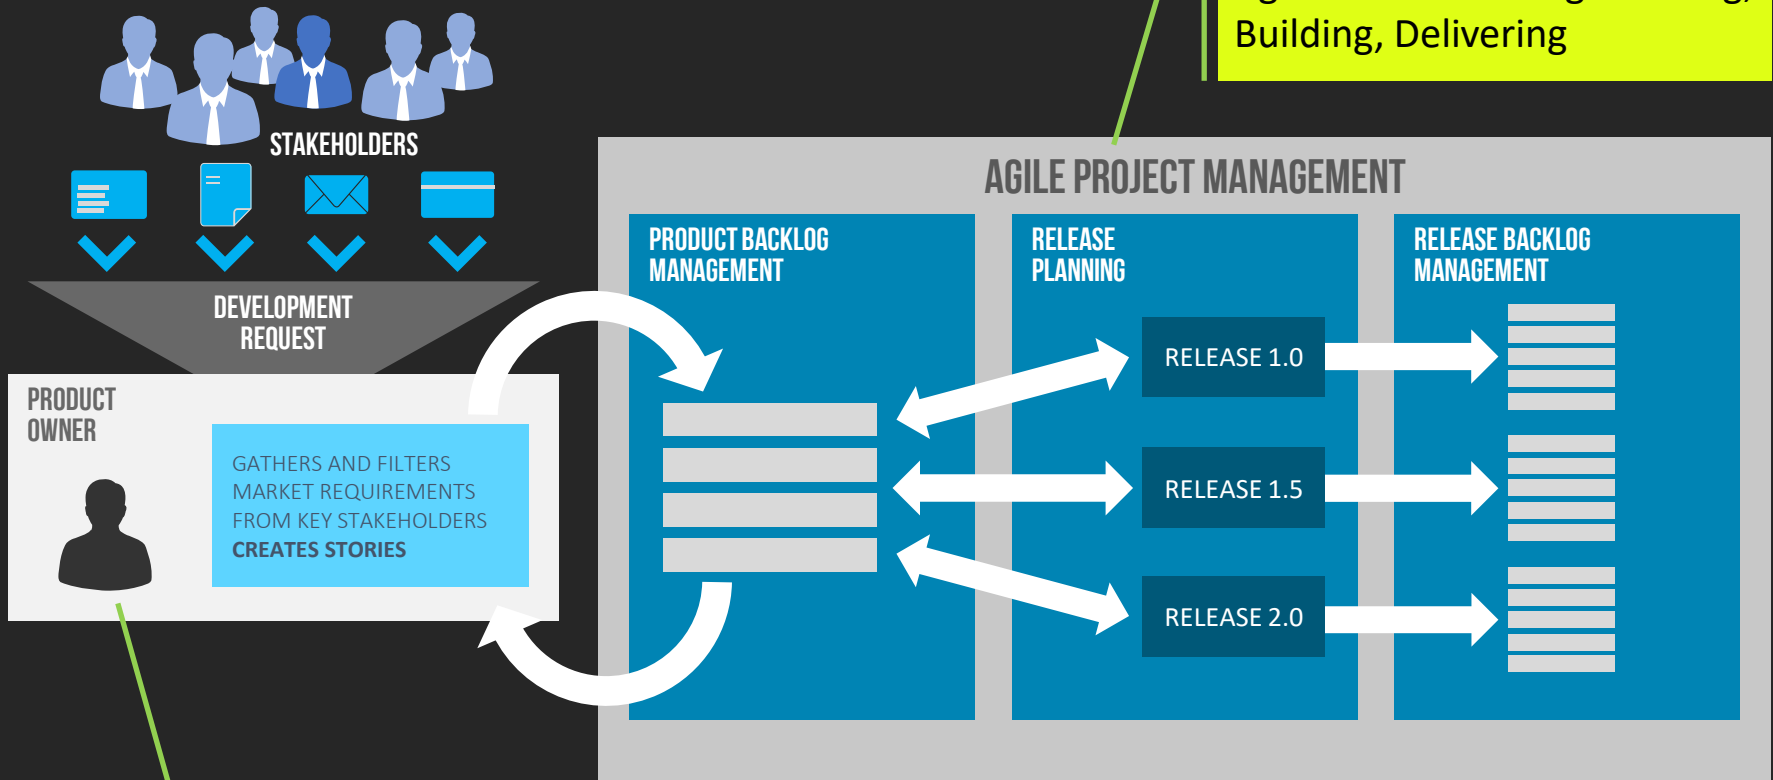 Building, Delivering
STAKEHOLDERS
DEVELOPMENT
REQUEST
PRODUCT
OWNER
GATHERS AND FILTERS
MARKET REQUIREMENTS
FROM KEY STAKEHOLDERS
CREATES STORIES
AGILE PROJECT MANAGEMENT
PRODUCT BACKLOG
MANAGEMENT
RELEASE
PLANNING
RELEASE 1.0
RELEASE 1.5
RELEASE 2.0
RELEASE BACKLOG
MANAGEMENT